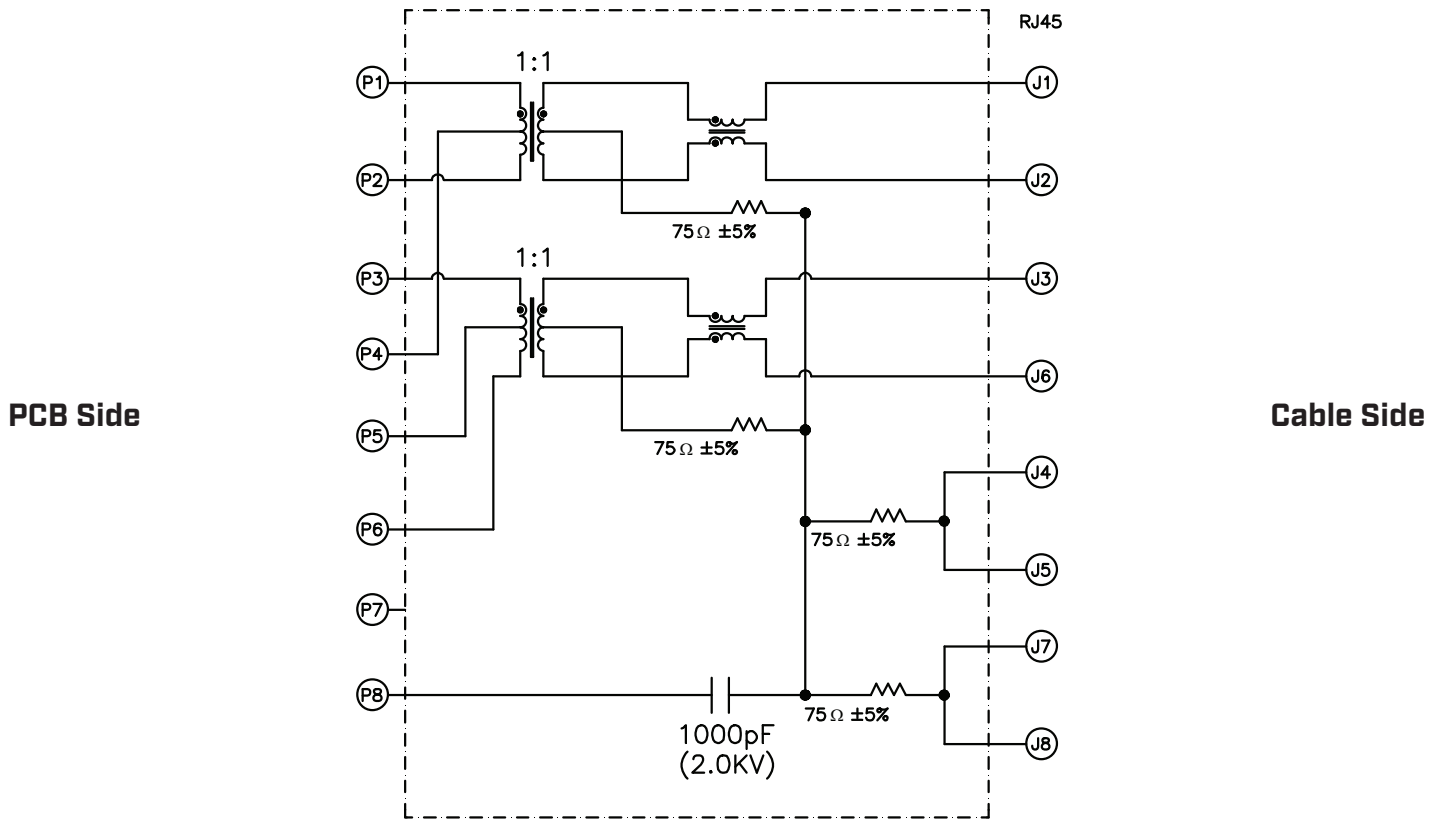 RJ45
1:1
P1
J1
P2
J2
75Ω ±5%
1:1
P3
J3
P4
J6
PCB Side
Cable Side
P5
75Ω ±5%
J4
P6
75Ω ±5%
J5
P7
J7
P8
75Ω ±5%
1000pF
(2.0KV)
J8